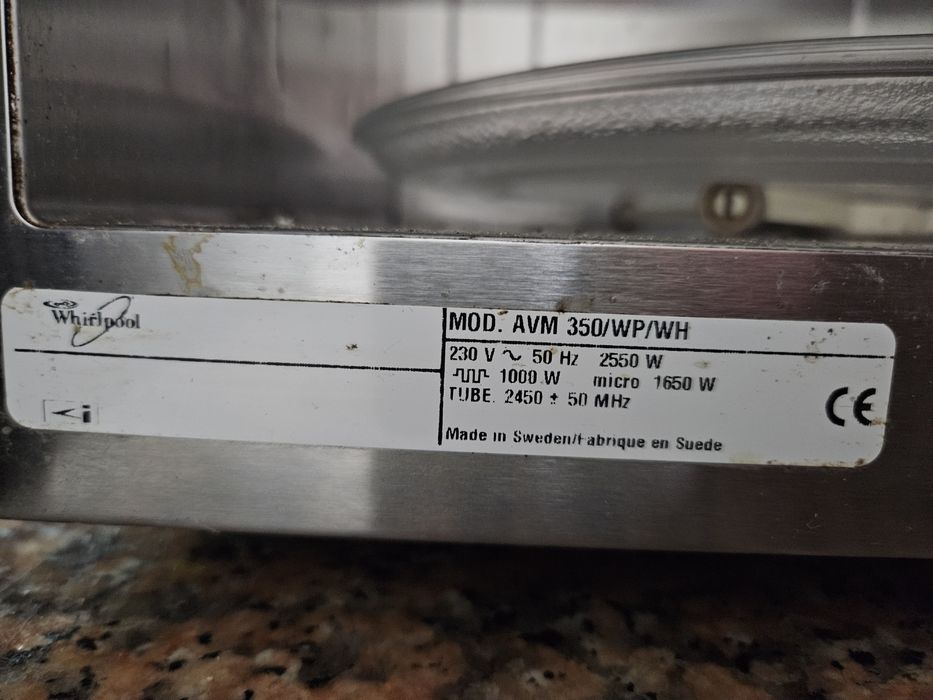 Whirlpool
MOD. AVM 350/WP/WH
230 V ~ 50 Hz 2550 W
1000 W micro 1650 W
TUBE. 2450 ± 50 MHz
Made in Sweden/Fabrique en Suede
CE